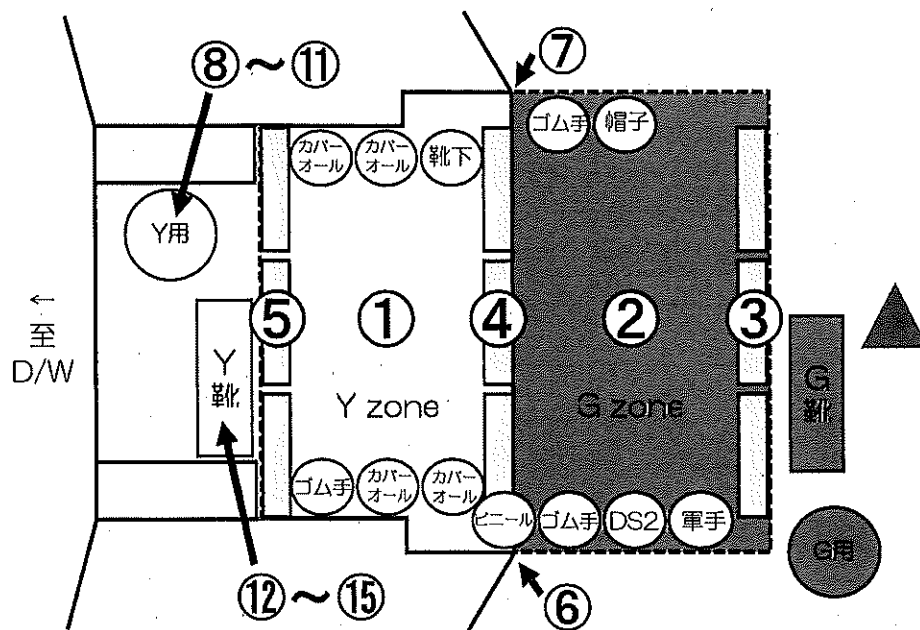 ⑧～⑪
⑦
カバー
オール
カバー
オール
靴下
ゴム手
帽子
Y用
←
至
D/W
⑤
①
④
②
③
Y
靴
G
靴
Y zone
G zone
ゴム手
カバー
オール
カバー
オール
ビニール
ゴム手
DS2
軍手
G用
⑫～⑮
⑥